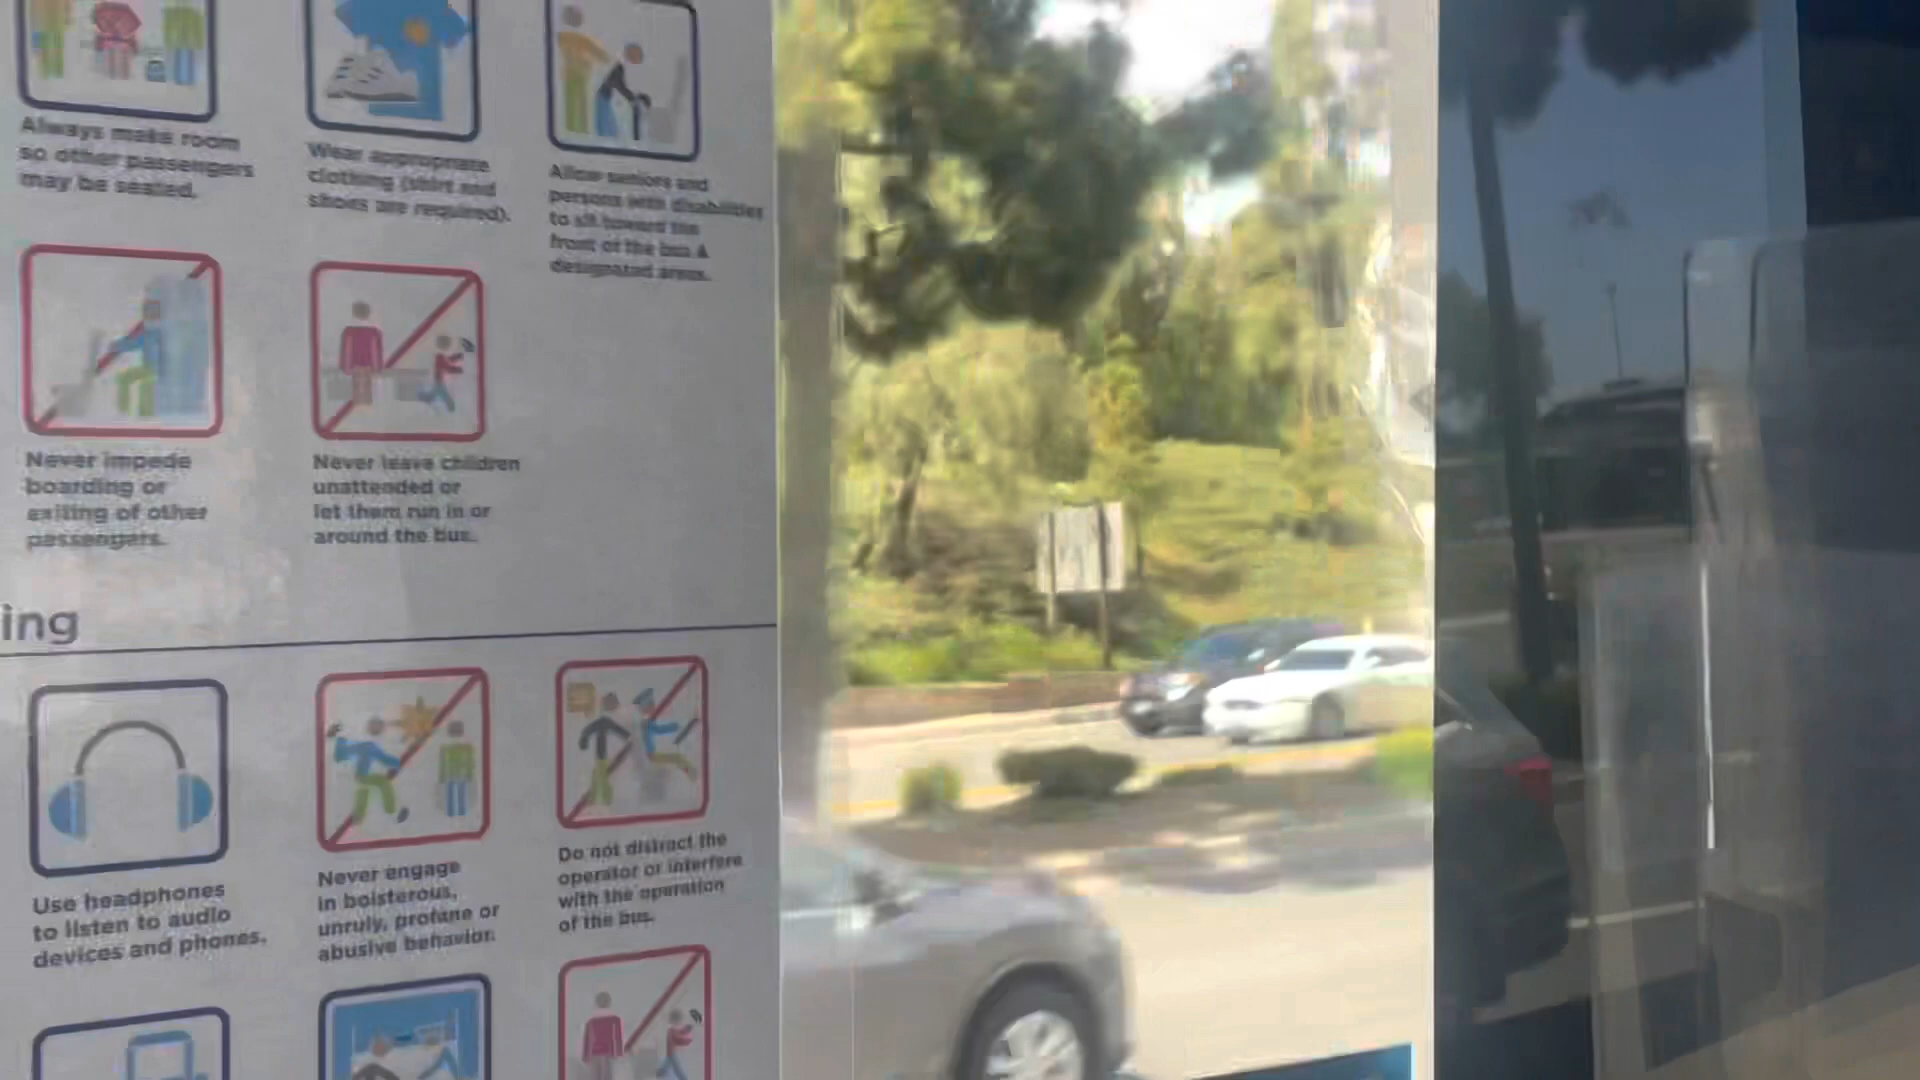 Always make room
so other passengers
may be seated.
Wear appropriate
clothing (shirt and
shoes are required).
Allow seniors and
persons with disabilities
to sit toward the
front of the bus &
designated areas.
Never impede
boarding or
exiting of other
passengers.
Never leave children
unattended or
let them run in or
around the bus.
ing
Use headphones
to listen to audio
devices and phones.
Never engage
in boisterous,
unruly, profane or
abusive behavior.
Do not distract the
operator or interfere
with the operation
of the bus.